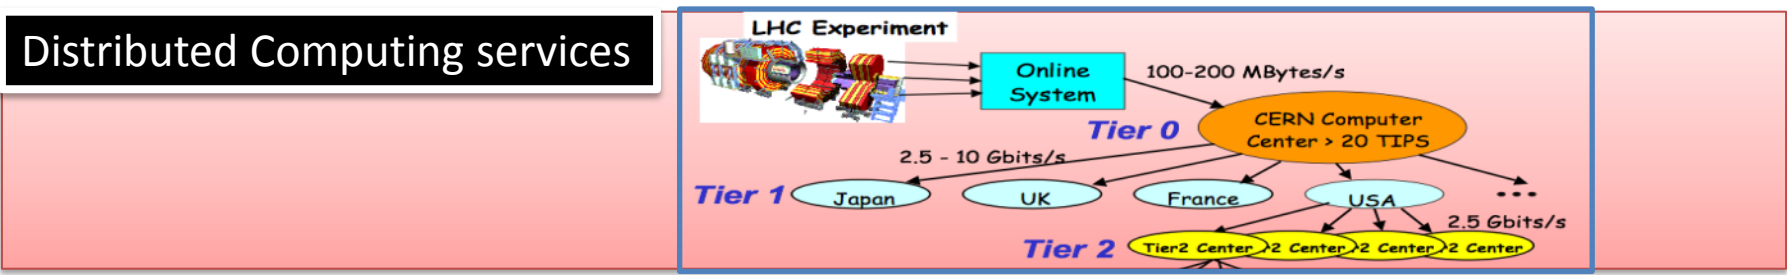 Distributed Computing services
LHC Experiment
Online
System
100-200 MBytes/s
Tier 0
CERN Computer
Center > 20 TIPS
2.5 - 10 Gbits/s
Tier 1
Japan
UK
France
USA
...
2.5 Gbits/s
Tier 2
Tier2 Center
2 Center
2 Center
2 Center